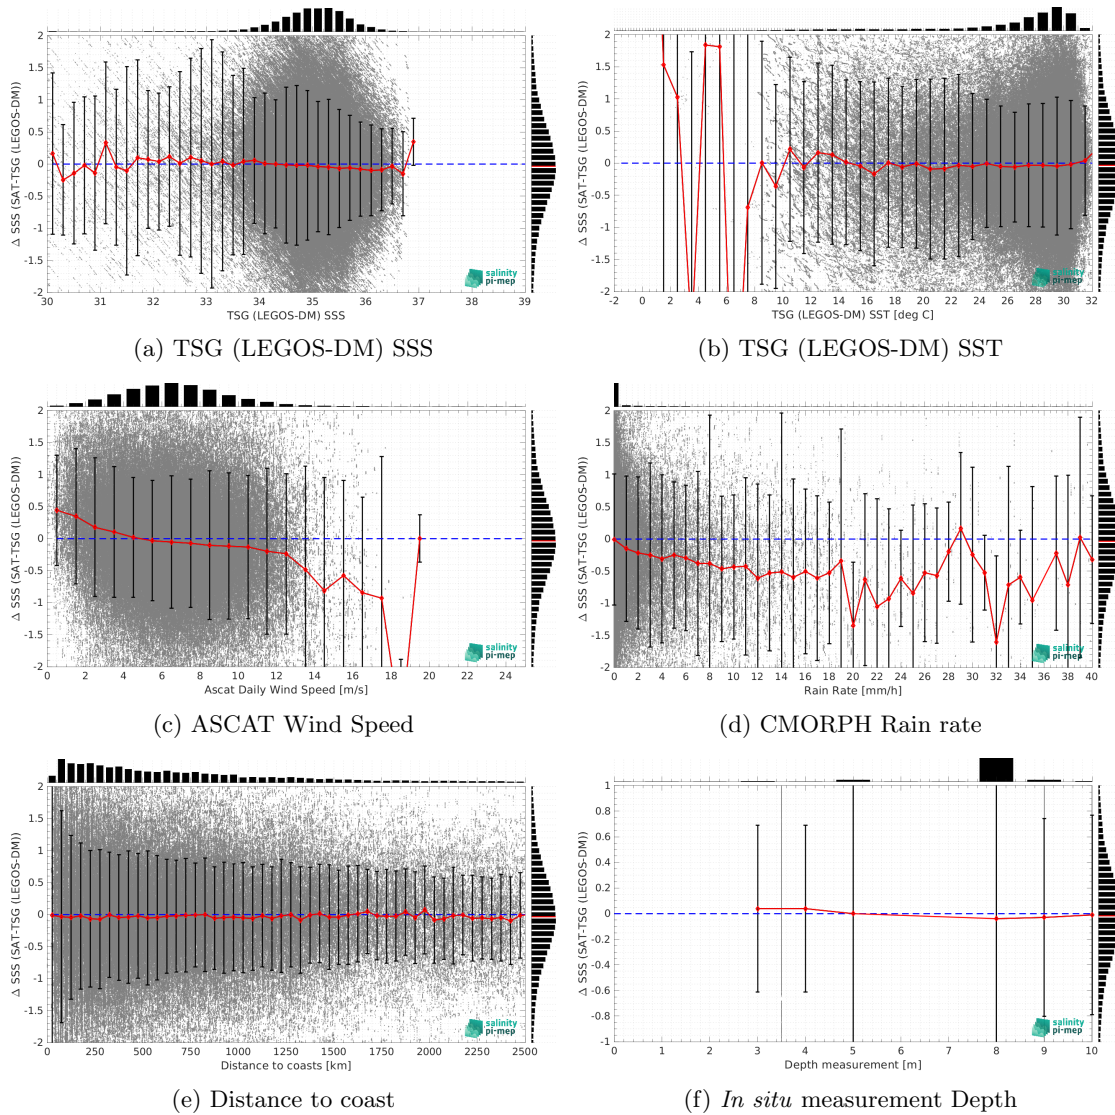 2
1.5
1
0.5
0
-0.5
-1
-1.5
-2
Δ SSS (SAT-TSG (LEGOS-DM))
30 31 32 33 34 35 36 37 38 39
TSG (LEGOS-DM) SSS
salinity
pi-mep
(a) TSG (LEGOS-DM) SSS
2
1.5
1
0.5
0
-0.5
-1
-1.5
-2
Δ SSS (SAT-TSG (LEGOS-DM))
-2 0 2 4 6 8 10 12 14 16 18 20 22 24 26 28 30 32
TSG (LEGOS-DM) SST [deg C]
salinity
pi-mep
(b) TSG (LEGOS-DM) SST
2
1.5
1
0.5
0
-0.5
-1
-1.5
-2
Δ SSS (SAT-TSG (LEGOS-DM))
0 2 4 6 8 10 12 14 16 18 20 22 24
Ascat Daily Wind Speed [m/s]
salinity
pi-mep
(c) ASCAT Wind Speed
2
1.5
1
0.5
0
-0.5
-1
-1.5
-2
Δ SSS (SAT-TSG (LEGOS-DM))
0 2 4 6 8 10 12 14 16 18 20 22 24 26 28 30 32 34 36 38 40
Rain Rate [mm/h]
salinity
pi-mep
(d) CMORPH Rain rate
2
1.5
1
0.5
0
-0.5
-1
-1.5
-2
Δ SSS (SAT-TSG (LEGOS-DM))
0 250 500 750 1000 1250 1500 1750 2000 2250 2500
Distance to coasts [km]
salinity
pi-mep
(e) Distance to coast
1
0.8
0.6
0.4
0.2
0
-0.2
-0.4
-0.6
-0.8
-1
Δ SSS (SAT-TSG (LEGOS-DM))
0 1 2 3 4 5 6 7 8 9 10
Depth measurement [m]
salinity
pi-mep
(f) In situ measurement Depth